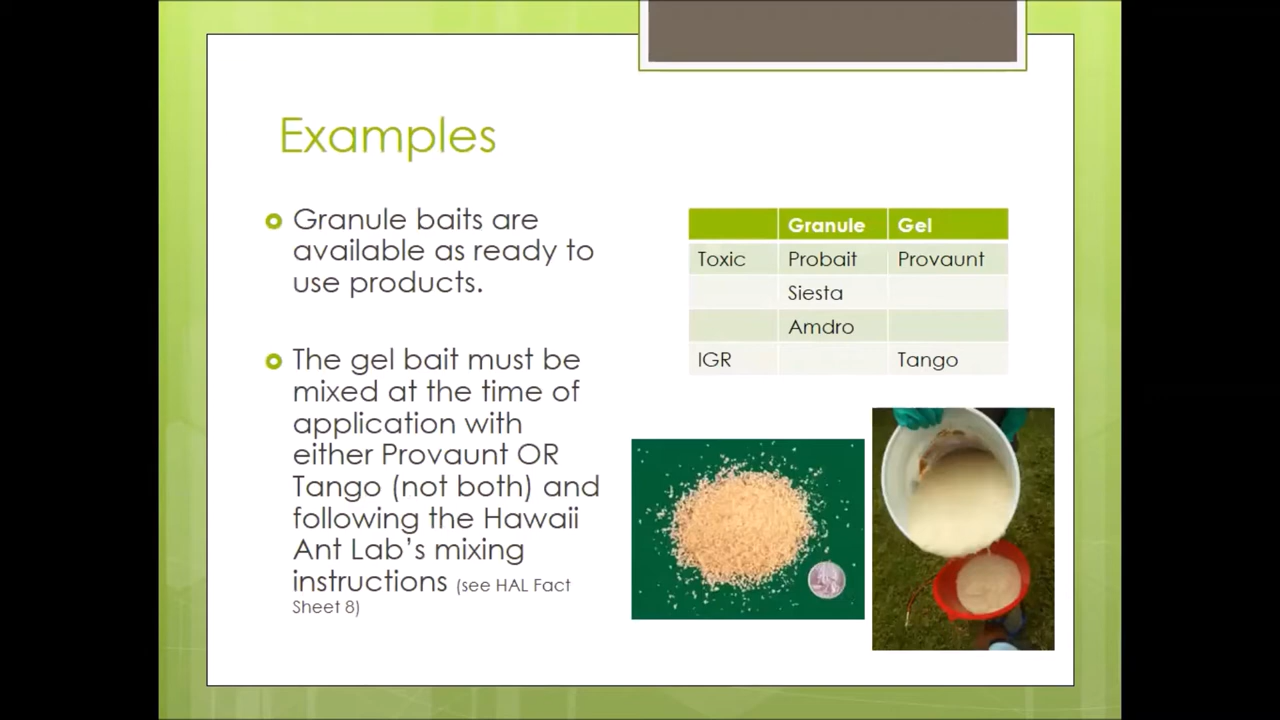 Examples
Granule baits are
available as ready to
use products.
The gel bait must be
mixed at the time of
application with
either Provaunt OR
Tango (not both) and
following the Hawaii
Ant Lab’s mixing
instructions (see HAL Fact
Sheet 8)
Granule Gel
Toxic Probait Provaunt
Siesta
Amdro
IGR Tango